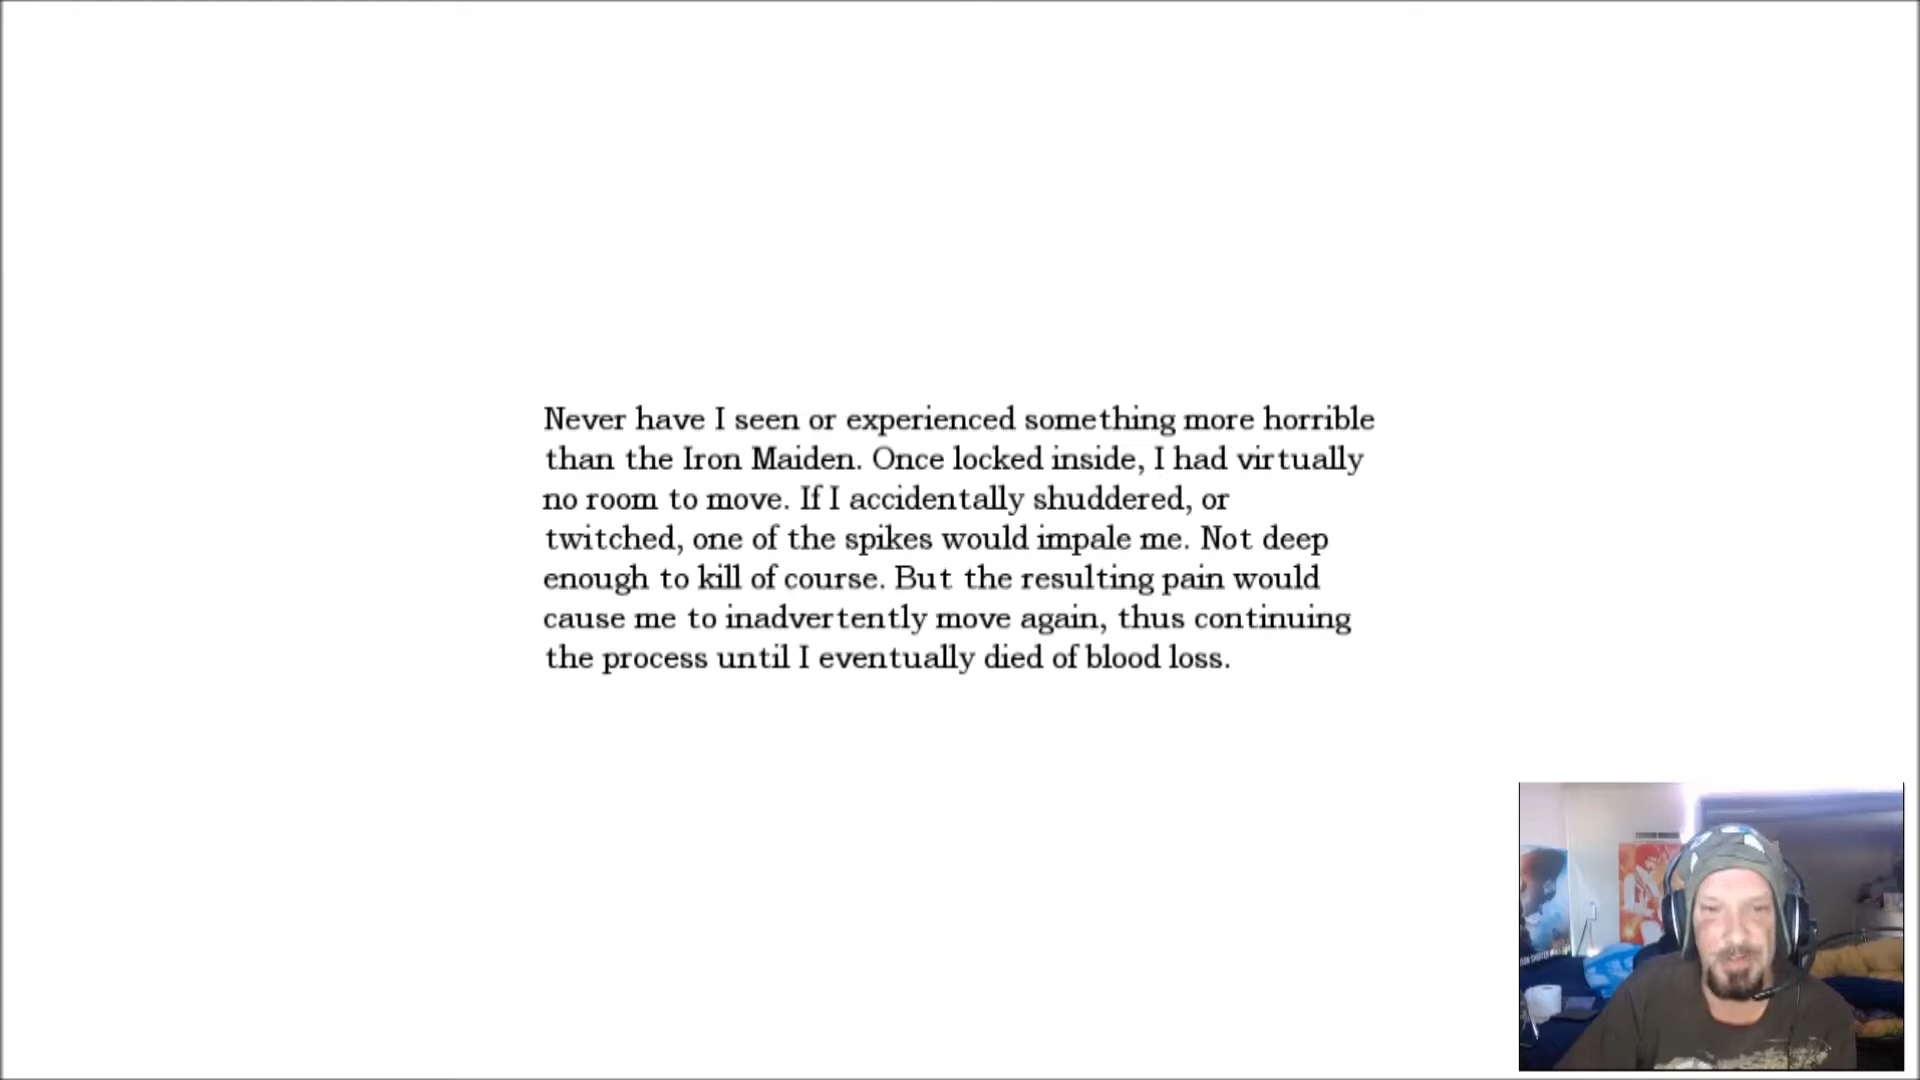 Never have I seen or experienced something more horrible
than the Iron Maiden. Once locked inside, I had virtually
no room to move. If I accidentally shuddered, or
twitched, one of the spikes would impale me. Not deep
enough to kill of course. But the resulting pain would
cause me to inadvertently move again, thus continuing
the process until I eventually died of blood loss.